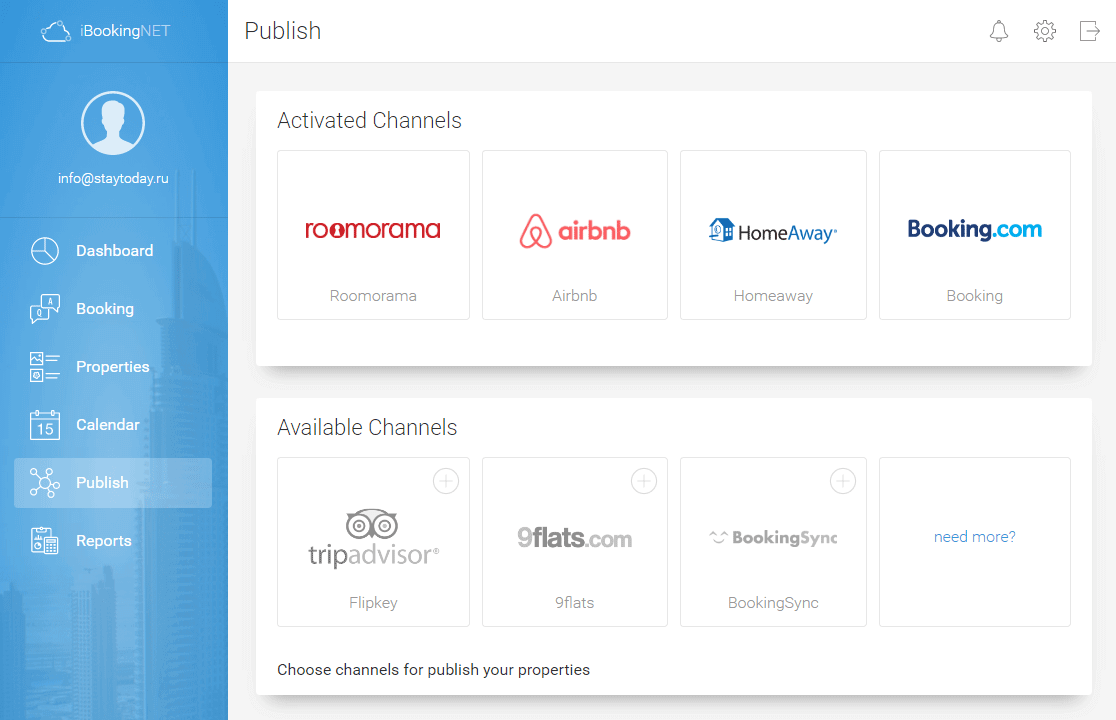 iBookingNET
Publish
info@staytoday.ru
Dashboard
Q A
Booking
Properties
15
Calendar
Publish
Reports
Activated Channels
roomorama
airbnb
HomeAway®
Booking.com
Roomorama
Airbnb
Homeaway
Booking
Available Channels
tripadvisor®
9flats.com
BookingSync
need more?
Flipkey
9flats
BookingSync
Choose channels for publish your properties